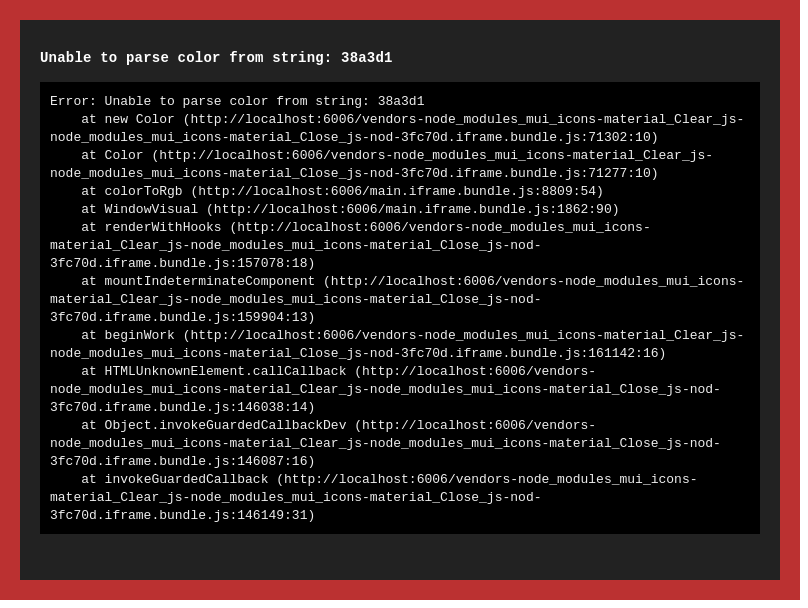 Unable to parse color from string: 38a3d1
Error: Unable to parse color from string: 38a3d1
    at new Color (http://localhost:6006/vendors-node_modules_mui_icons-material_Clear_js-
node_modules_mui_icons-material_Close_js-nod-3fc70d.iframe.bundle.js:71302:10)
    at Color (http://localhost:6006/vendors-node_modules_mui_icons-material_Clear_js-
node_modules_mui_icons-material_Close_js-nod-3fc70d.iframe.bundle.js:71277:10)
    at colorToRgb (http://localhost:6006/main.iframe.bundle.js:8809:54)
    at WindowVisual (http://localhost:6006/main.iframe.bundle.js:1862:90)
    at renderWithHooks (http://localhost:6006/vendors-node_modules_mui_icons-
material_Clear_js-node_modules_mui_icons-material_Close_js-nod-
3fc70d.iframe.bundle.js:157078:18)
    at mountIndeterminateComponent (http://localhost:6006/vendors-node_modules_mui_icons-
material_Clear_js-node_modules_mui_icons-material_Close_js-nod-
3fc70d.iframe.bundle.js:159904:13)
    at beginWork (http://localhost:6006/vendors-node_modules_mui_icons-material_Clear_js-
node_modules_mui_icons-material_Close_js-nod-3fc70d.iframe.bundle.js:161142:16)
    at HTMLUnknownElement.callCallback (http://localhost:6006/vendors-
node_modules_mui_icons-material_Clear_js-node_modules_mui_icons-material_Close_js-nod-
3fc70d.iframe.bundle.js:146038:14)
    at Object.invokeGuardedCallbackDev (http://localhost:6006/vendors-
node_modules_mui_icons-material_Clear_js-node_modules_mui_icons-material_Close_js-nod-
3fc70d.iframe.bundle.js:146087:16)
    at invokeGuardedCallback (http://localhost:6006/vendors-node_modules_mui_icons-
material_Clear_js-node_modules_mui_icons-material_Close_js-nod-
3fc70d.iframe.bundle.js:146149:31)